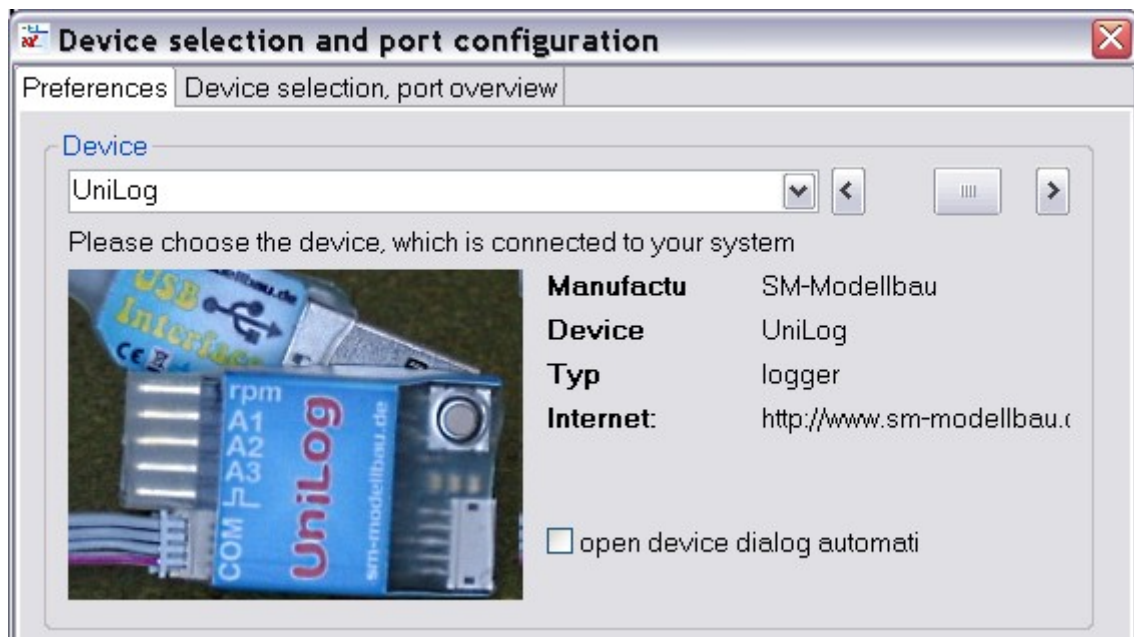 Device selection and port configuration
Preferences Device selection, port overview
Device
UniLog
Please choose the device, which is connected to your system
Manufactu SM-Modellbau
Device UniLog
Typ logger
Internet: http://www.sm-modellbau.
open device dialog automati
USB
Interface
CE
rpm
A1
A2
A3
COM
UniLog
sm-modellbau.de